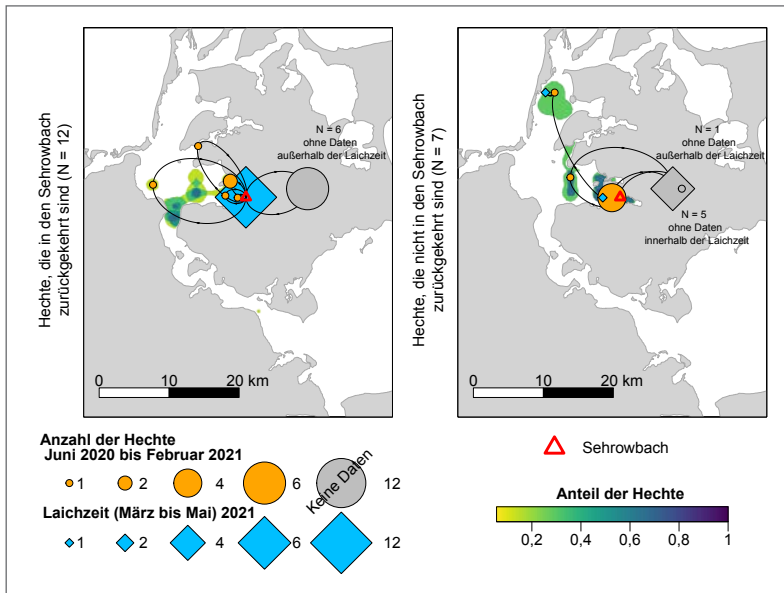 Hechte, die in den Sehrowbach
zurückgekehrt sind (N = 12)
N = 6
ohne Daten
außerhalb der Laichzeit
0 10 20 km
Hechte, die nicht in den Sehrowbach
zurückgekehrt sind (N = 7)
N = 1
ohne Daten
außerhalb der Laichzeit
N = 5
ohne Daten
innerhalb der Laichzeit
0 10 20 km
Anzahl der Hechte
Juni 2020 bis Februar 2021
1 2 4 6 Keine Daten 12
Laichzeit (März bis Mai) 2021
1 2 4 6 12
Sehrowbach
Anteil der Hechte
0,2 0,4 0,6 0,8 1